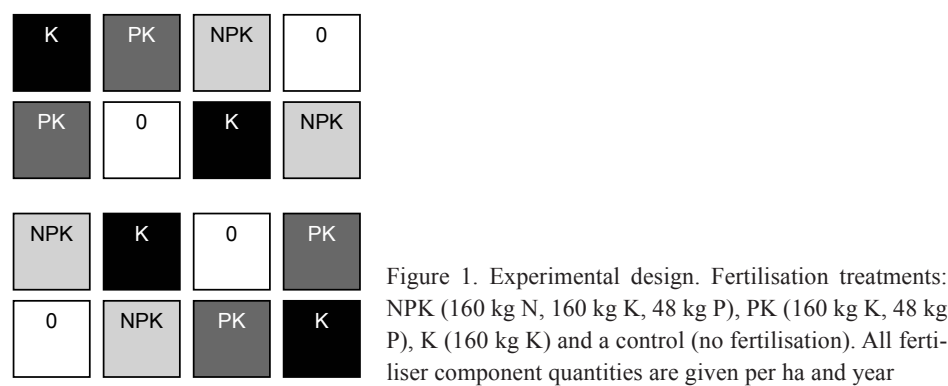 K PK NPK 0
PK 0 K NPK
NPK K 0 PK
0 NPK PK K
Figure 1. Experimental design. Fertilisation treatments:
NPK (160 kg N, 160 kg K, 48 kg P), PK (160 kg K, 48 kg
P), K (160 kg K) and a control (no fertilisation). All ferti-
liser component quantities are given per ha and year